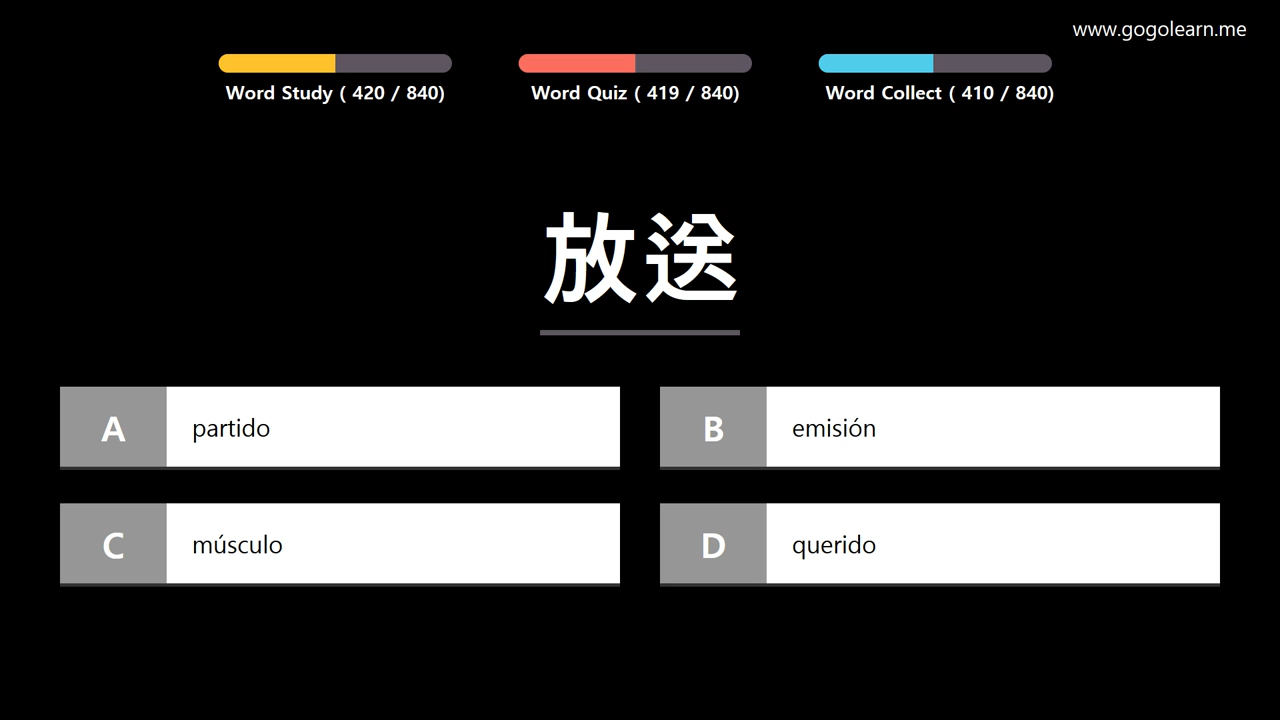 www.gogolearn.me
Word Study ( 420 / 840)
Word Quiz ( 419 / 840)
Word Collect ( 410 / 840)
放送
A partido
B emisión
C músculo
D querido